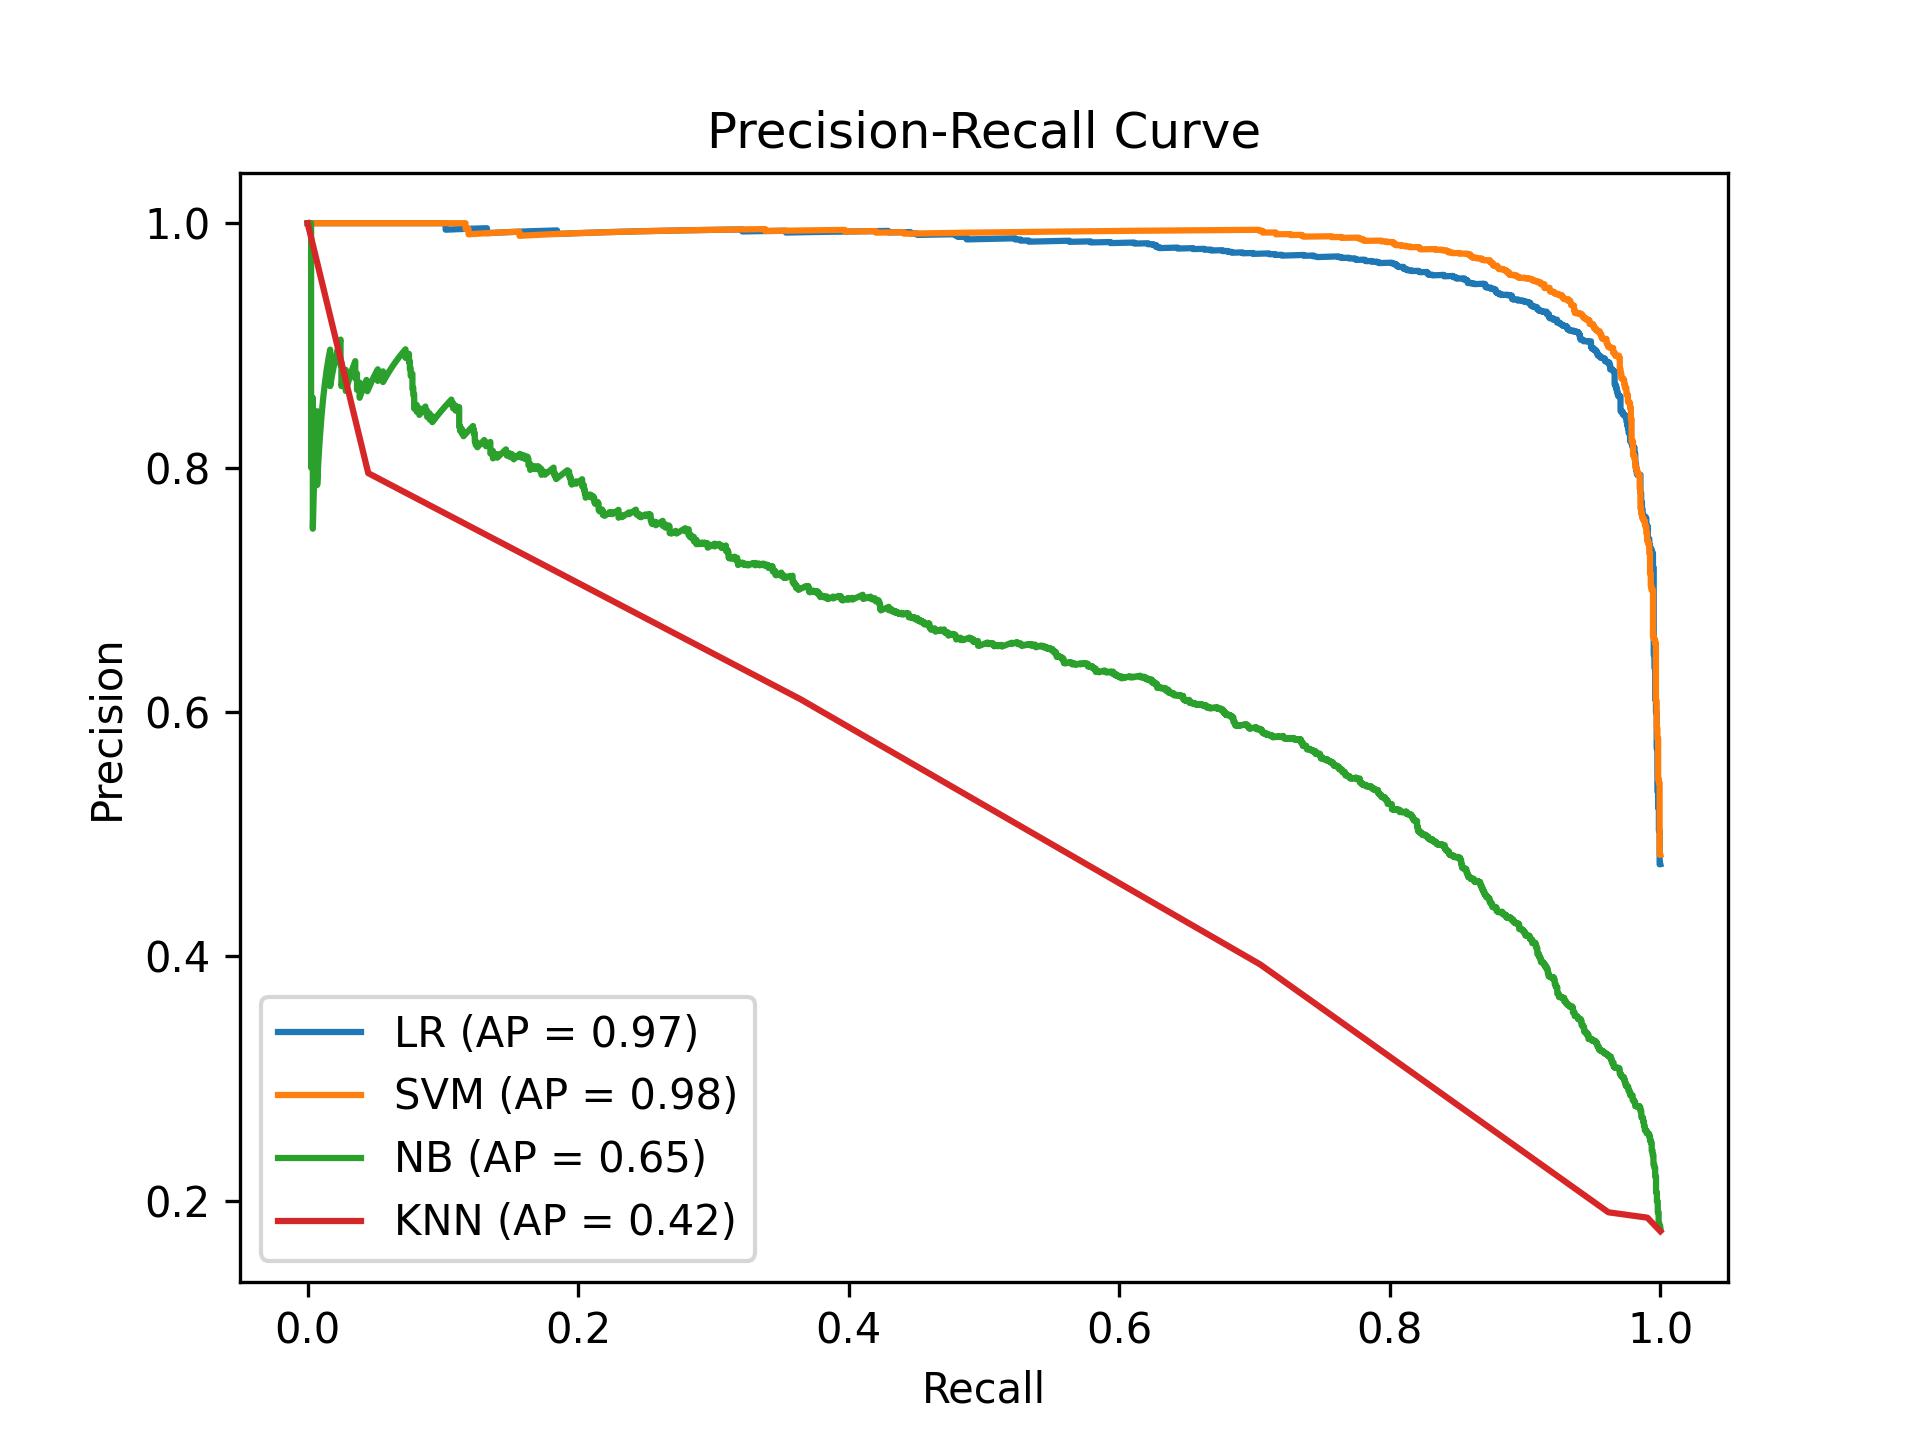 Precision-Recall Curve
1.0
0.8
0.6
0.4
0.2
Precision
LR (AP = 0.97)
SVM (AP = 0.98)
NB (AP = 0.65)
KNN (AP = 0.42)
0.0 0.2 0.4 0.6 0.8 1.0
Recall